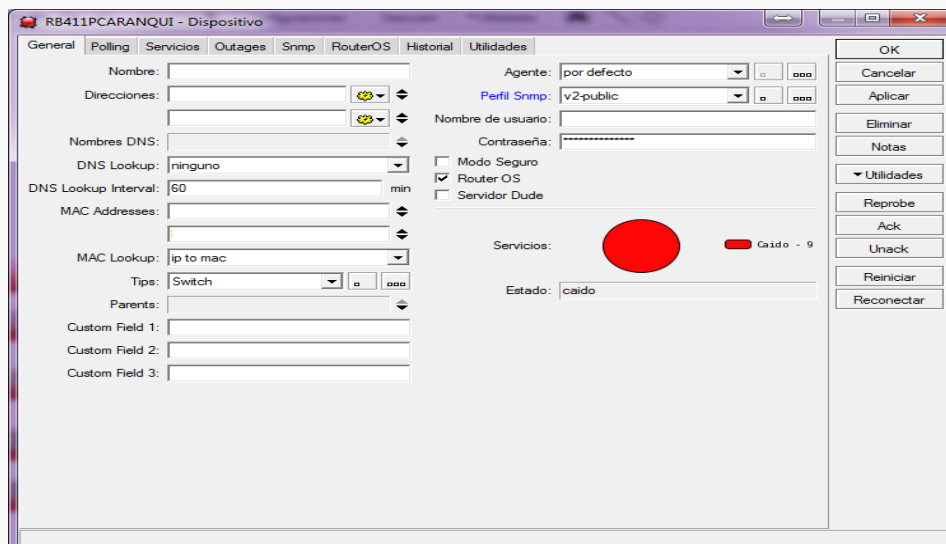 RB411PCARANQUI - Dispositivo
General Polling Servicios Outages Snmp RouterOS Historial Utilidades
Nombre:
Direcciones:
Nombres DNS:
DNS Lookup: ninguno
DNS Lookup Interval: 60 min
MAC Addresses:
MAC Lookup: ip to mac
Tips: Switch
Parents:
Custom Field 1:
Custom Field 2:
Custom Field 3:
Agente: por defecto
Perfil Snmp: v2-public
Nombre de usuario:
Contraseña: **************
Modo Seguro
Router OS
Servidor Dude
Servicios:
Caido - 9
Estado: caido
OK
Cancelar
Aplicar
Eliminar
Notas
Utilidades
Reprobe
Ack
Unack
Reiniciar
Reconectar